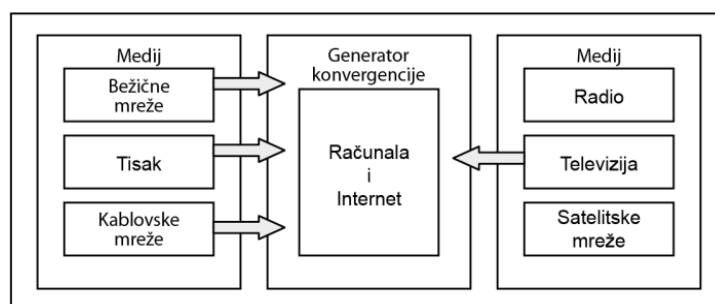 Medij
Bežične
mreže
Tisak
Kablovske
mreže
Generator
konvergencije
Računala
i
Internet
Medij
Radio
Televizija
Satelitske
mreže